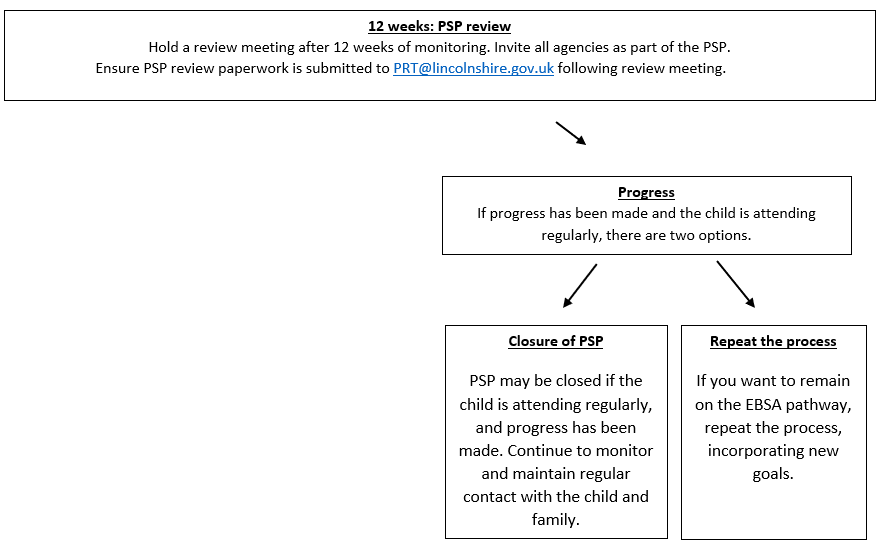 12 weeks: PSP review
Hold a review meeting after 12 weeks of monitoring. Invite all agencies as part of the PSP.
Ensure PSP review paperwork is submitted to PRT@lincolnshire.gov.uk following review meeting.
Progress
If progress has been made and the child is attending
regularly, there are two options.
Closure of PSP
PSP may be closed if the
child is attending regularly,
and progress has been
made. Continue to monitor
and maintain regular
contact with the child and
family.
Repeat the process
If you want to remain
on the EBSA pathway,
repeat the process,
incorporating new
goals.